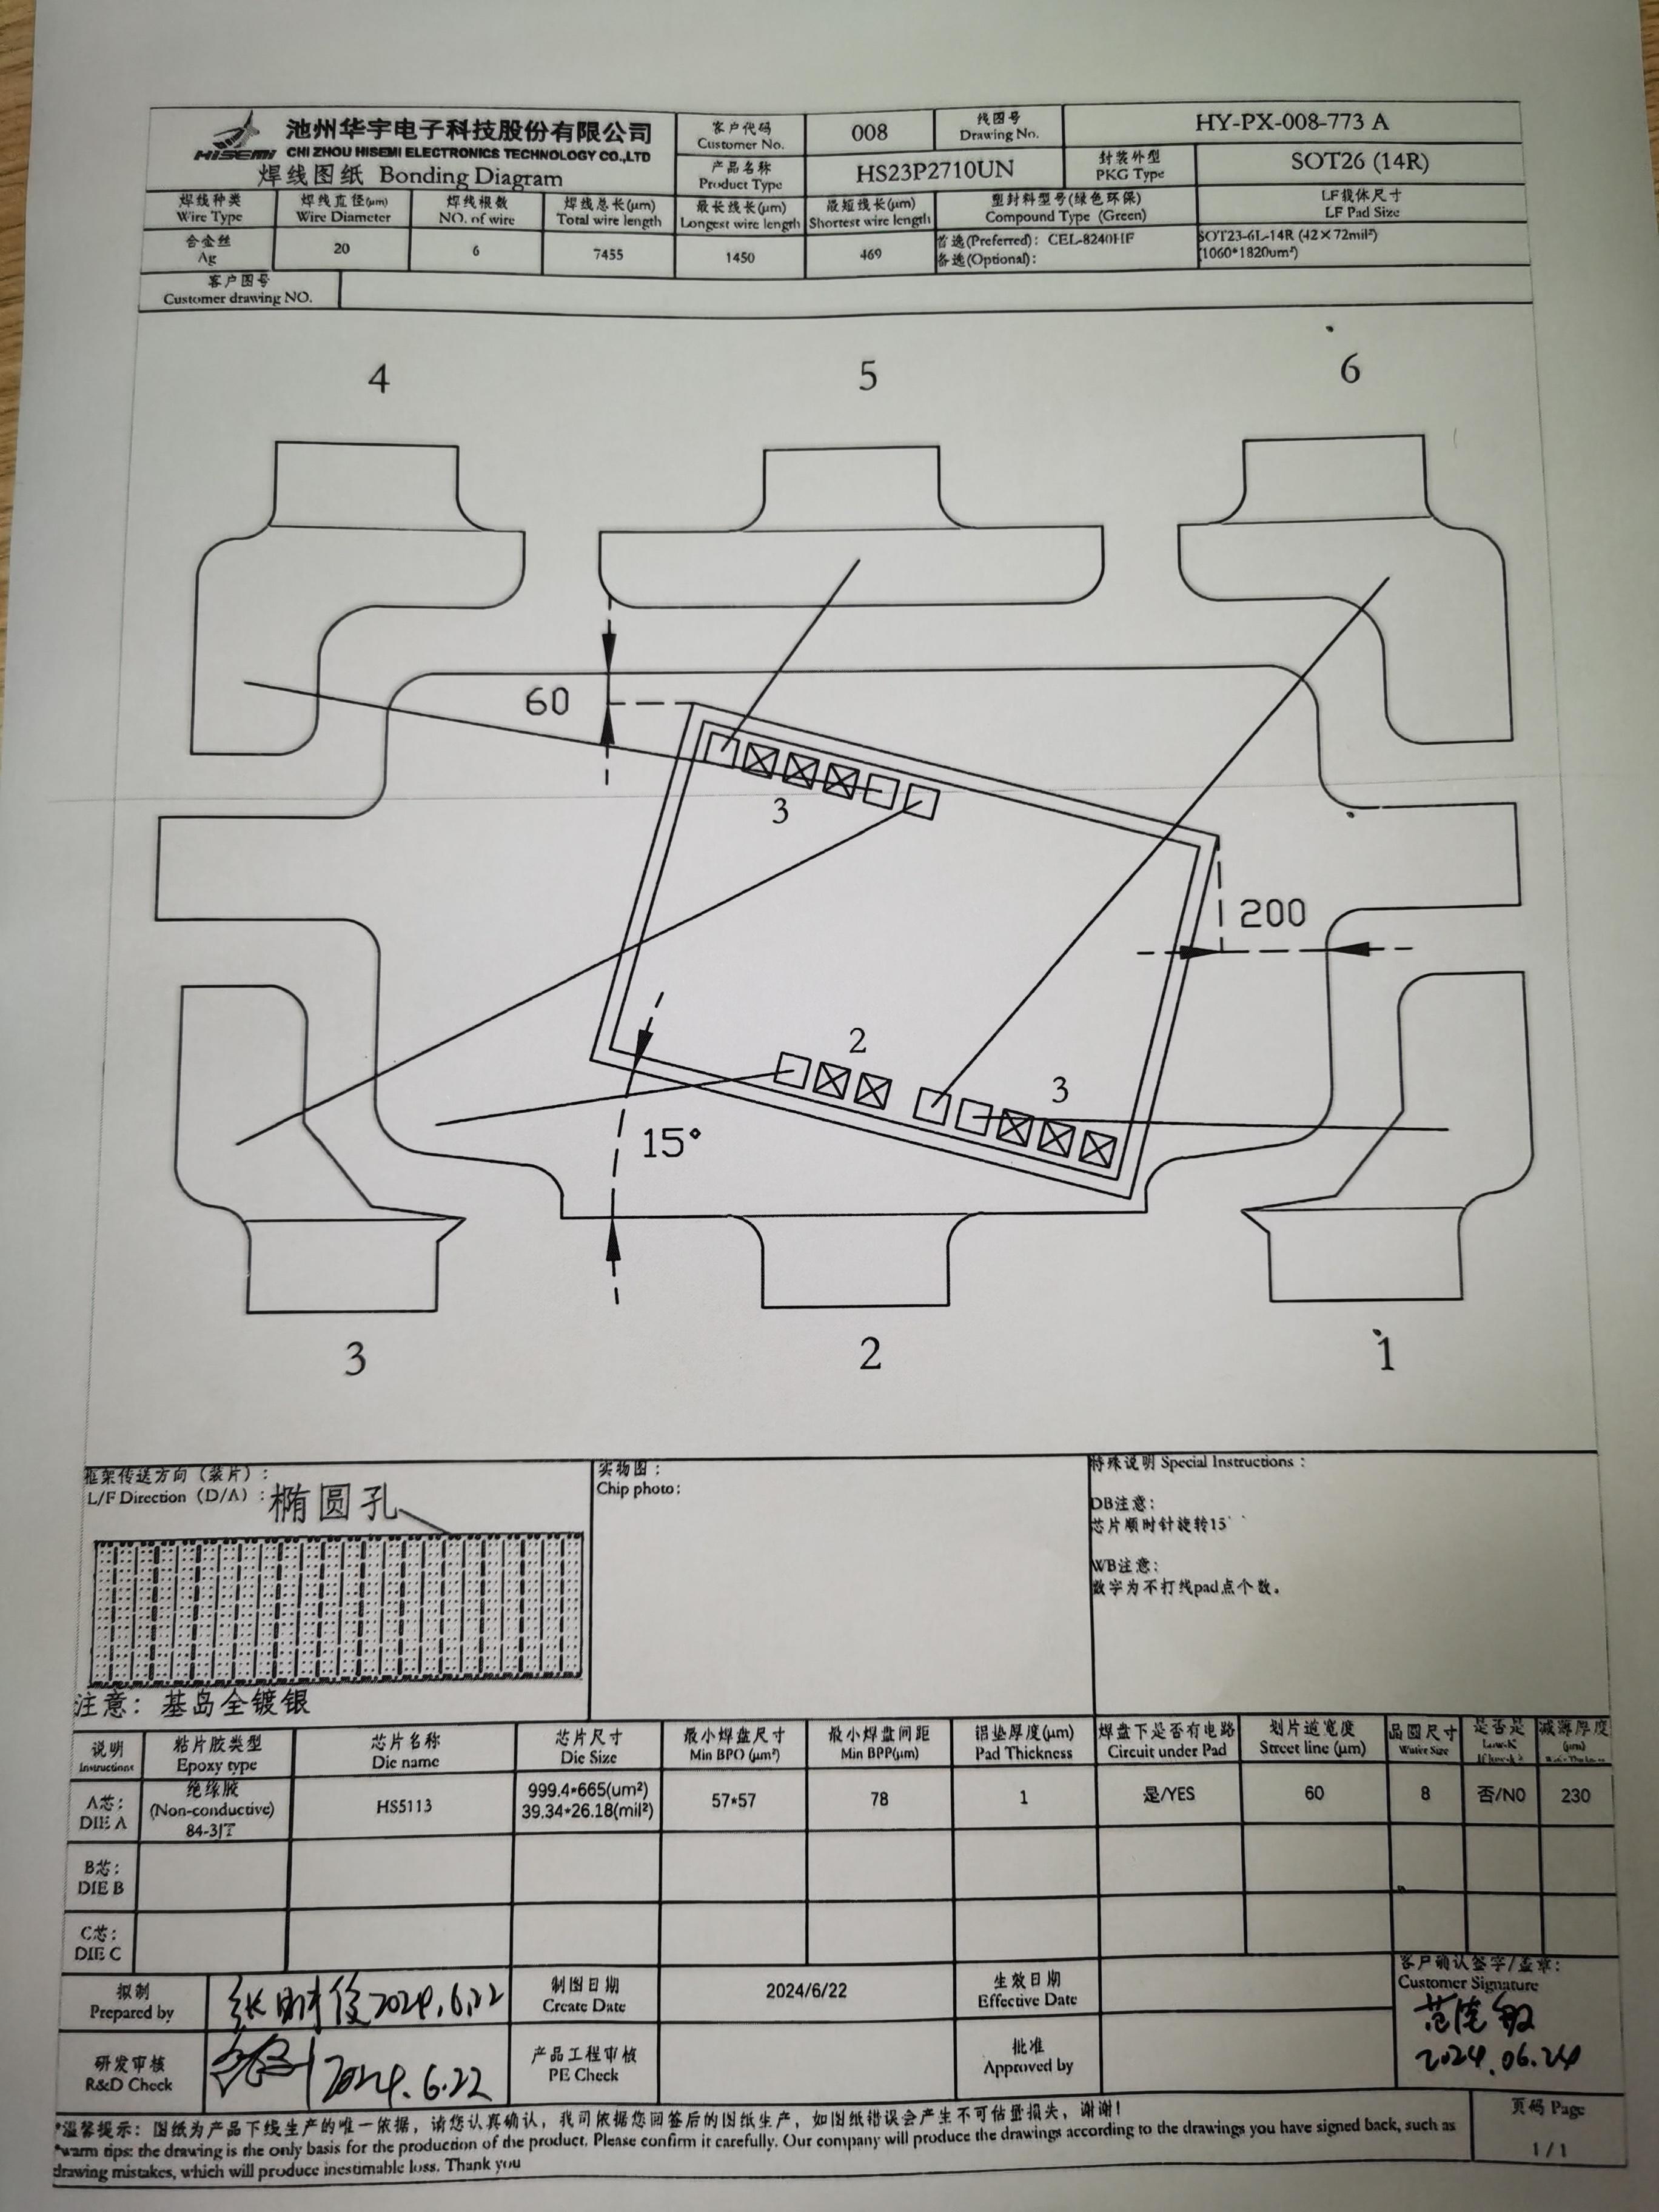 池州华宇电子科技股份有限公司
HISEMI CHI ZHOU HISEMI ELECTRONICS TECHNOLOGY CO.,LTD
焊线图纸 Bonding Diagram
客户代码
Customer No.
008
线图号
Drawing No.
HY-PX-008-773 A
产品名称
Product Type
HS23P2710UN
封装外型
PKG Type
SOT26 (14R)
焊线种类
Wire Type
焊线直径(μm)
Wire Diameter
焊线根数
NO. of wire
焊线总长(μm)
Total wire length
最长线长(μm)
Longest wire length
最短线长(μm)
Shortest wire length
塑封料型号(绿色环保)
Compound Type (Green)
LF载体尺寸
LF Pad Size
合金丝
Ag
20
6
7455
1450
469
首选(Preferred): CEL-8240HF
备选(Optional):
SOT23-6L-14R (42×72mil²)
(1060*1820um²)
客户图号
Customer drawing NO.
4
5
6
60
3
200
2
3
15°
3
2
1
框架传送方向(装片):
L/F Direction (D/A):
椭圆孔
注意: 基岛全镀银
实物图:
Chip photo:
特殊说明 Special Instructions:
DB注意:
芯片顺时针旋转15°
WB注意:
数字为不打线pad点个数。
说明
Instructions
粘片胶类型
Epoxy type
芯片名称
Die name
芯片尺寸
Die Size
最小焊盘尺寸
Min BPO (μm²)
最小焊盘间距
Min BPP(μm)
铝垫厚度(μm)
Pad Thickness
焊盘下是否有电路
Circuit under Pad
划片道宽度
Street line (μm)
晶圆尺寸
Wafer Size
是否是
Low-K
减薄厚度
(μm)
A芯:
DIE A
绝缘胶
(Non-conductive)
84-3JT
HS5113
999.4*665(um²)
39.34*26.18(mil²)
57*57
78
1
是/YES
60
8
否/NO
230
B芯:
DIE B
C芯:
DIE C
拟制
Prepared by
2024.6.22
制图日期
Create Date
2024/6/22
生效日期
Effective Date
客户确认签字/盖章:
Customer Signature
2024.06.24
研发审核
R&D Check
2024.6.22
产品工程审核
PE Check
批准
Approved by
*温馨提示: 图纸为产品下线生产的唯一依据, 请您认真确认, 我司依据您回签后的图纸生产, 如图纸错误会产生不可估量损失, 谢谢!
*warm tips: the drawing is the only basis for the production of the product. Please confirm it carefully. Our company will produce the drawings according to the drawings you have signed back, such as
drawing mistakes, which will produce inestimable loss. Thank you
页码 Page
1/1